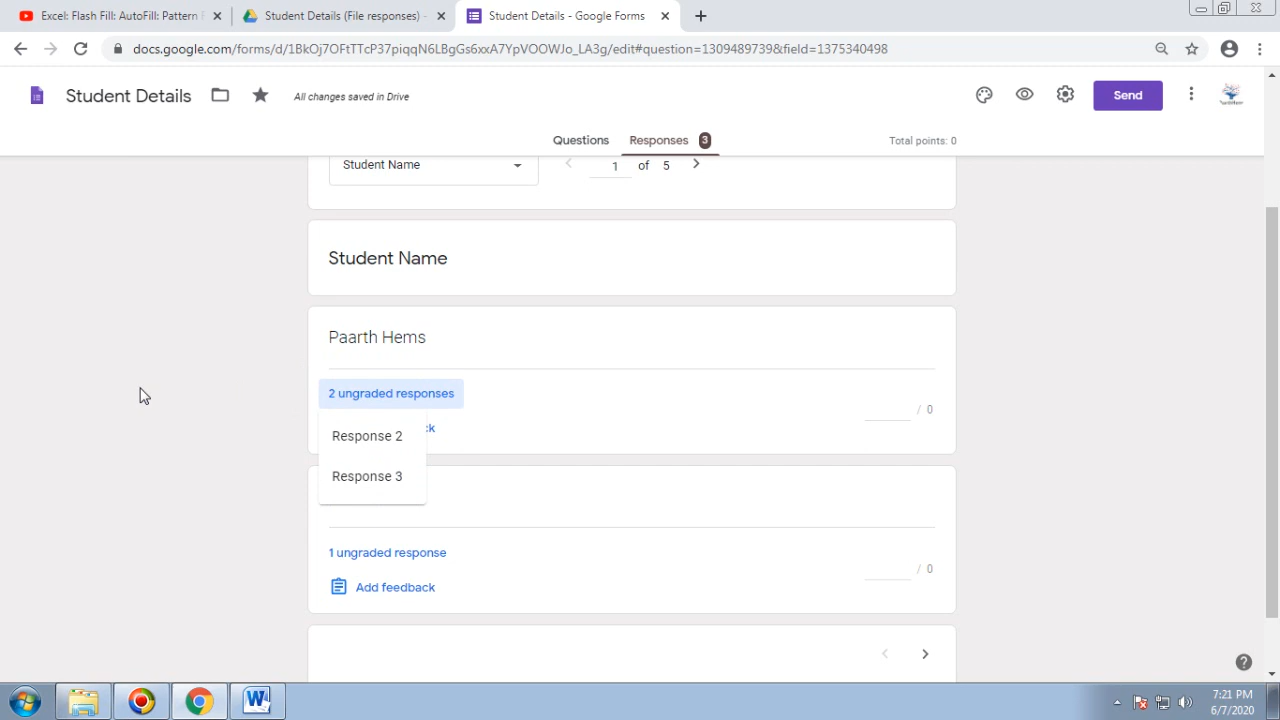 Excel: Flash Fill: AutoFill: Pattern F
Student Details (File responses) -
Student Details - Google Forms
docs.google.com/forms/d/1BkOj7OFtTTcP37piqqN6LBgGs6xxA7YpVOOWJo_LA3g/edit#question=1309489739&field=1375340498
Student Details
All changes saved in Drive
Send
Questions
Responses 3
Total points: 0
Student Name
1 of 5
Student Name
Paarth Hems
2 ungraded responses
/ 0
ck
Response 2
Response 3
1 ungraded response
/ 0
Add feedback
7:21 PM
6/7/2020